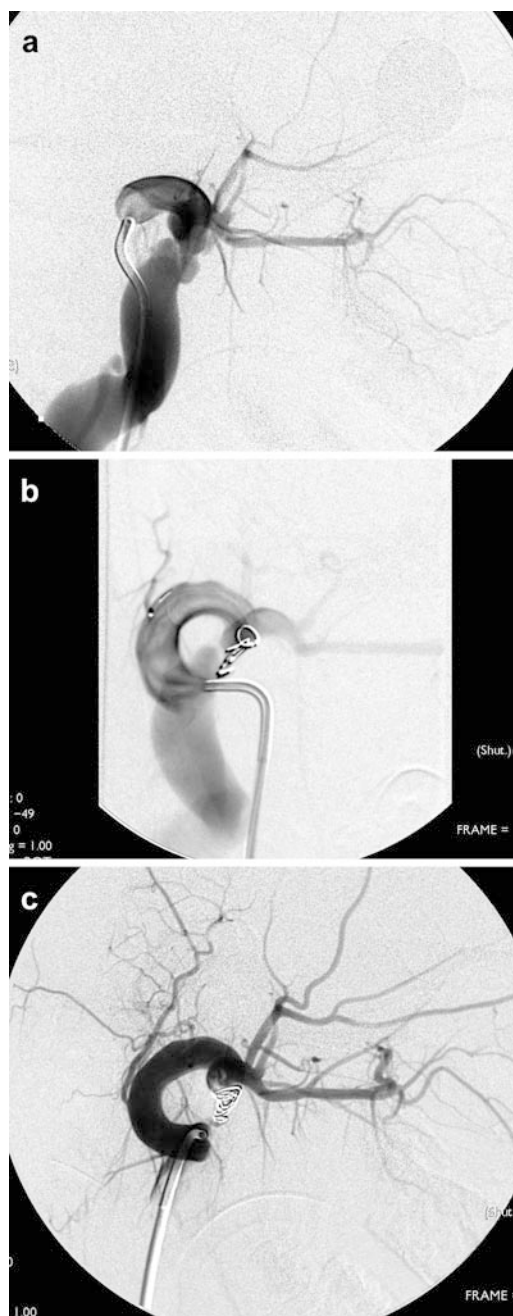 a
b
(Shut.)
: 0
-49
0
g = 1.00
FRAME =
c
(Shut.
1.00
FRAME =